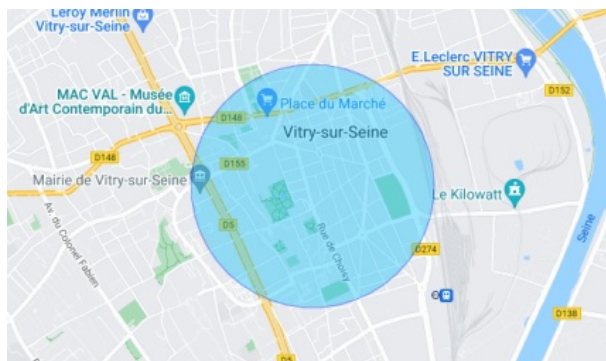 Leroy Merlin
Vitry-sur-Seine
E.Leclerc VITRY
SUR SEINE
D152
MAC VAL - Musée
d'Art Contemporain du...
Place du Marché
D148
Vitry-sur-Seine
D148
D155
Mairie de Vitry-sur-Seine
Le Kilowatt
Av. du Colonel Fabien
D5
Rue de Choisy
D274
Seine
D138
D5